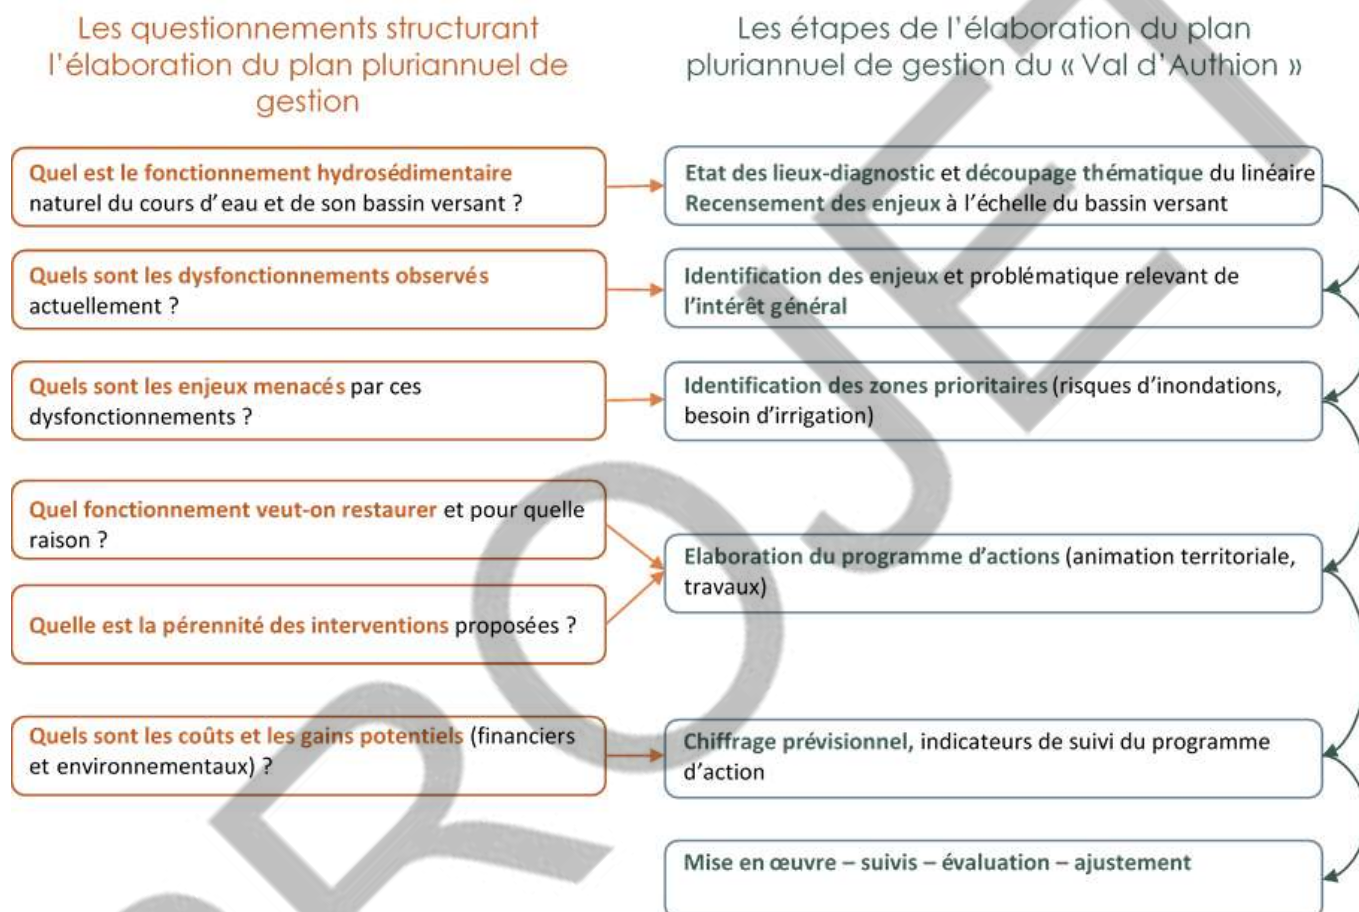 Les questionnements structurant
l'élaboration du plan pluriannuel de
gestion
Les étapes de l'élaboration du plan
pluriannuel de gestion du « Val d'Authion »
Quel est le fonctionnement hydrosédimentaire
naturel du cours d'eau et de son bassin versant ?
Etat des lieux-diagnostic et découpage thématique du linéaire
Recensement des enjeux à l'échelle du bassin versant
Quels sont les dysfonctionnements observés
actuellement ?
Identification des enjeux et problématique relevant de
l'intérêt général
Quels sont les enjeux menacés par ces
dysfonctionnements ?
Identification des zones prioritaires (risques d'inondations,
besoin d'irrigation)
Quel fonctionnement veut-on restaurer et pour quelle
raison ?
Quelle est la pérennité des interventions proposées ?
Elaboration du programme d'actions (animation territoriale,
travaux)
Quels sont les coûts et les gains potentiels (financiers
et environnementaux) ?
Chiffrage prévisionnel, indicateurs de suivi du programme
d'action
Mise en œuvre – suivis – évaluation – ajustement
PROJET